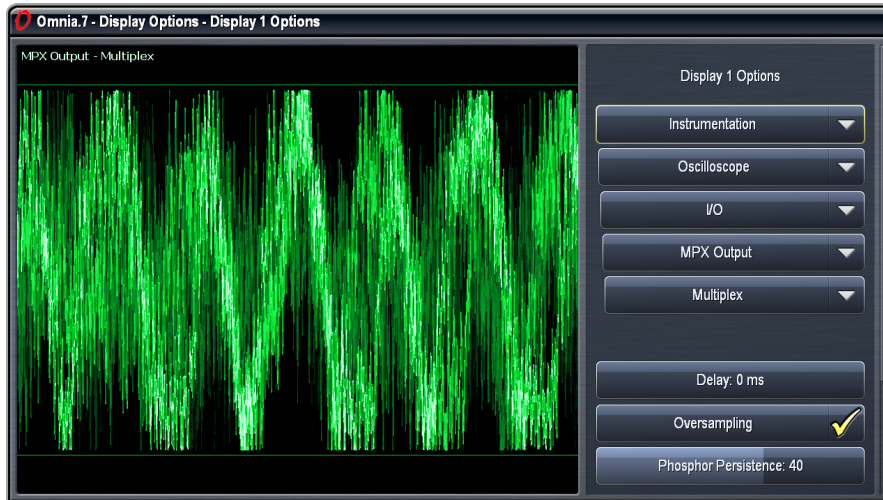 Omnia.7 - Display Options - Display 1 Options
MPX Output - Multiplex
Display 1 Options
Instrumentation
Oscilloscope
I/O
MPX Output
Multiplex
Delay: 0 ms
Oversampling
Phosphor Persistence: 40